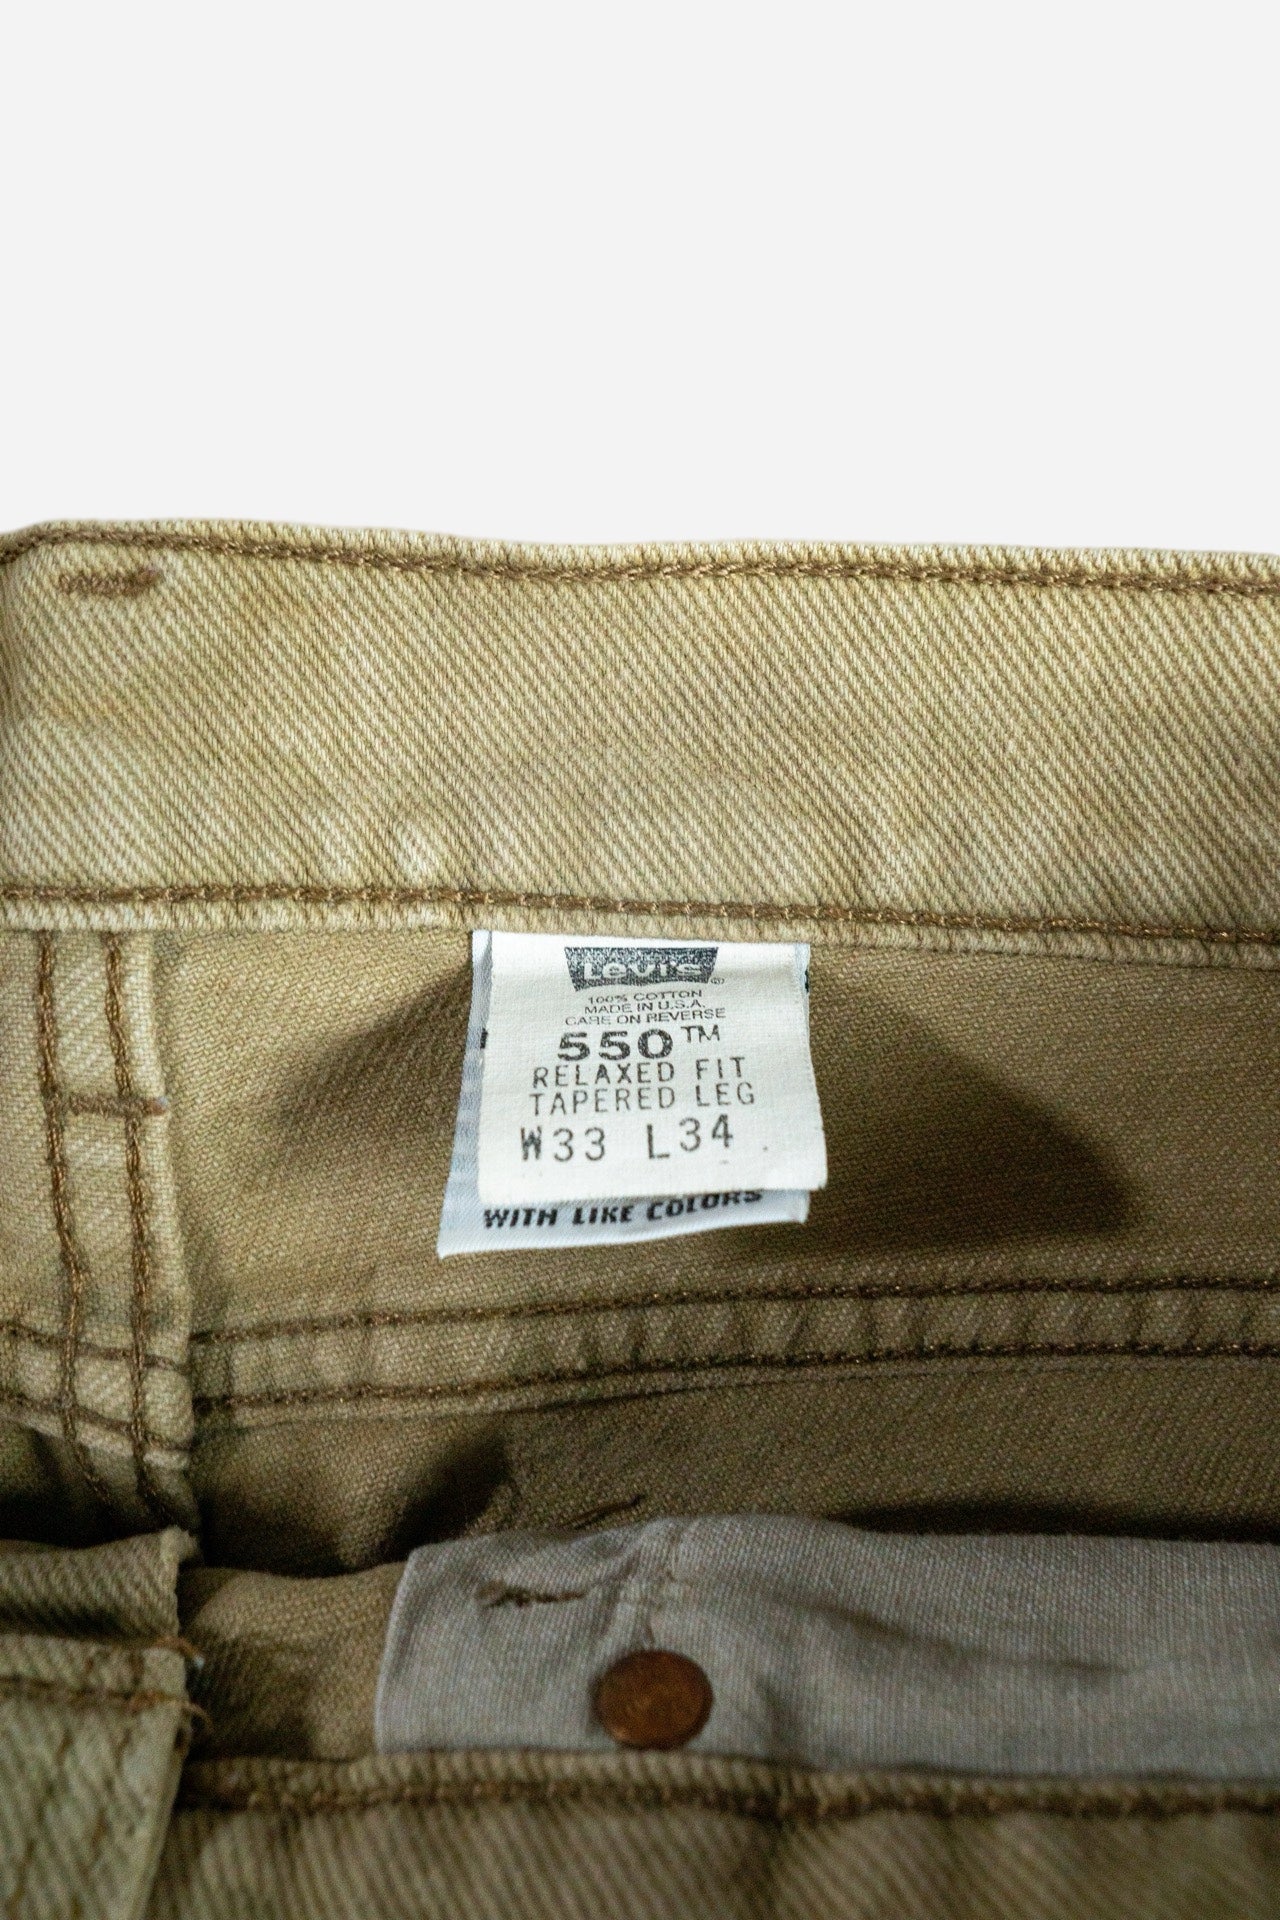 Levi's®
100% COTTON
MADE IN U.S.A.
CARE ON REVERSE
550™
RELAXED FIT
TAPERED LEG
W33 L34
WITH LIKE COLORS